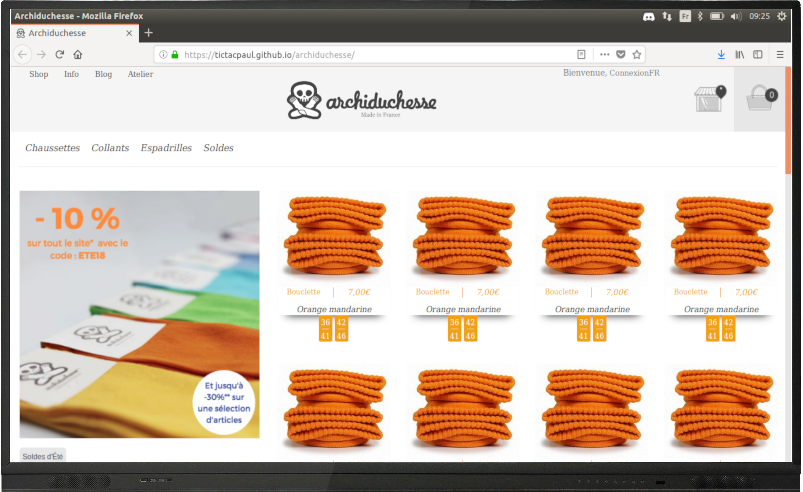 Archiduchesse - Mozilla Firefox
Fr
09:25
Archiduchesse
https://tictacpaul.github.io/archiduchesse/
Shop Info Blog Atelier
Bienvenue, ConnexionFR
archiduchesse
Made in France
0
Chaussettes Collants Espadrilles Soldes
- 10 %
sur tout le site* avec le
code : ETE18
Et jusqu'à
-30%** sur
une sélection
d'articles
Soldes d'Été
Bouclette | 7,00€
Orange mandarine
36 42
41 46
Bouclette | 7,00€
Orange mandarine
36 42
41 46
Bouclette | 7,00€
Orange mandarine
36 42
41 46
Bouclette | 7,00€
Orange mandarine
36 42
41 46